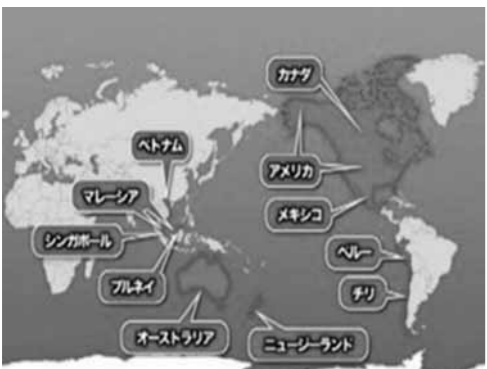 カナダ
ベトナム
アメリカ
マレーシア
メキシコ
シンガポール
ペルー
ブルネイ
チリ
オーストラリア
ニュージーランド